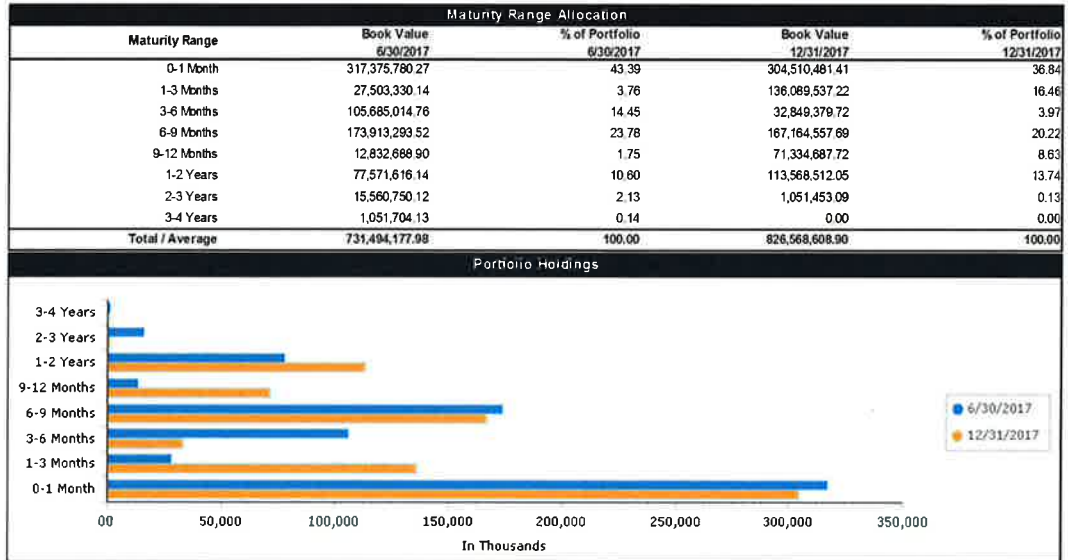 Maturity Range Allocation
Maturity Range Book Value 6/30/2017 % of Portfolio 6/30/2017 Book Value 12/31/2017 % of Portfolio 12/31/2017
0-1 Month 317,375,780.27 43.39 304,510,481.41 36.84
1-3 Months 27,503,330.14 3.76 136,089,537.22 16.46
3-6 Months 105,685,014.76 14.45 32,849,379.72 3.97
6-9 Months 173,913,293.52 23.78 167,164,557.69 20.22
9-12 Months 12,832,688.90 1.75 71,334,687.72 8.63
1-2 Years 77,571,616.14 10.60 113,568,512.05 13.74
2-3 Years 15,560,750.12 2.13 1,051,453.09 0.13
3-4 Years 1,051,704.13 0.14 0.00 0.00
Total / Average 731,494,177.98 100.00 826,568,608.90 100.00
Portfolio Holdings
3-4 Years
2-3 Years
1-2 Years
9-12 Months
6-9 Months
3-6 Months
1-3 Months
0-1 Month
6/30/2017
12/31/2017
00 50,000 100,000 150,000 200,000 250,000 300,000 350,000
In Thousands